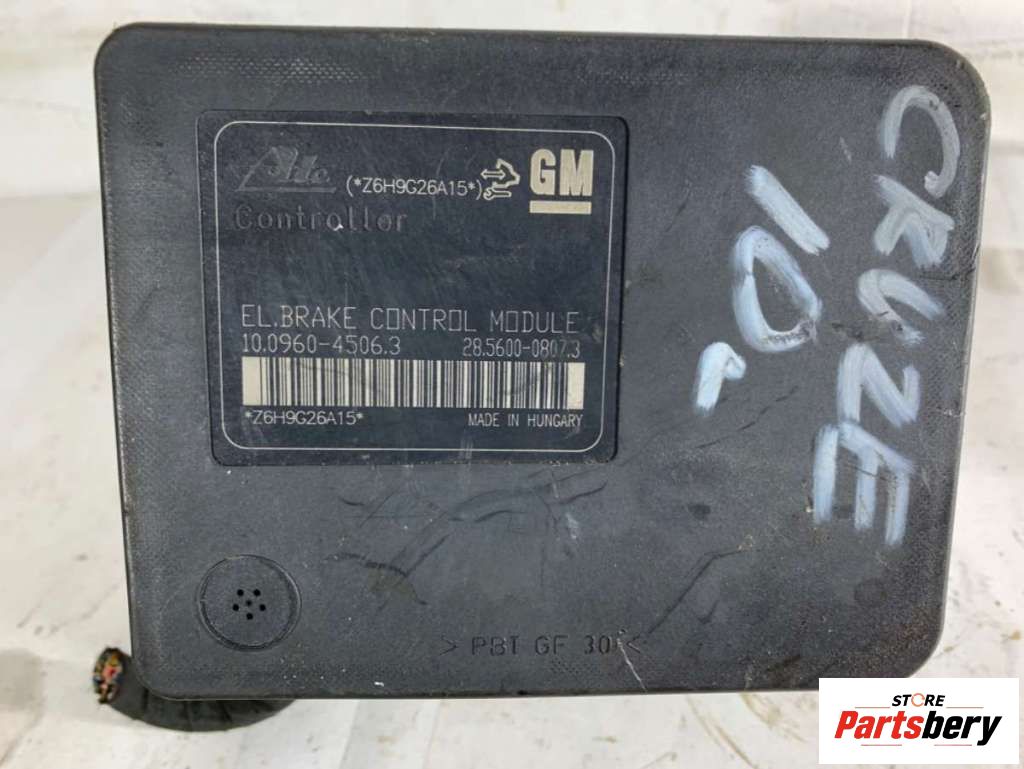 Ate (*Z6H9G26A15*) GM
Controller
EL.BRAKE CONTROL MODULE
10.0960-4506.3 28.5600-0807.3
*Z6H9G26A15* MADE IN HUNGARY
> PBT GF 30 <
CRUZE
10
STORE
Partsbery